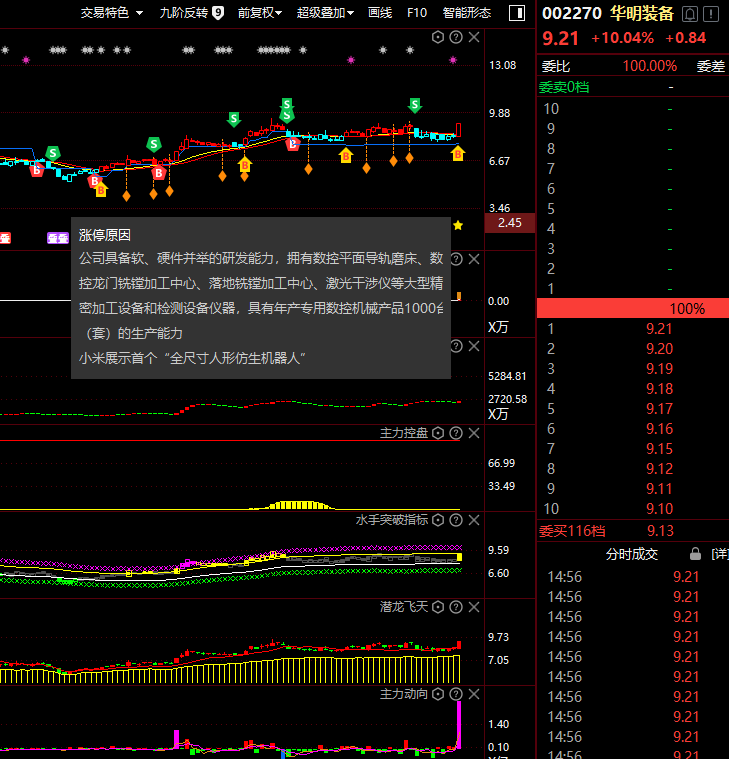 交易特色 九阶反转 9 前复权 超级叠加 画线 F10 智能形态
002270 华明装备
9.21 +10.04% +0.84
委比 100.00% 委差
委卖0档 -
10 -
9 -
8 -
7 -
6 -
5 -
4 -
3 -
2 -
1 -
100%
1 9.21
2 9.20
3 9.19
4 9.18
5 9.17
6 9.16
7 9.15
8 9.12
9 9.11
10 9.10
委买116档 9.13
分时成交 [详
14:56 9.21
14:56 9.21
14:56 9.21
14:56 9.21
14:56 9.21
14:56 9.21
14:56 9.21
14:56 9.21
14:56 9.21
14:56 9.21
13.08
9.88
6.67
3.46
2.45
S S S S S S
B B B B B B B B
涨停原因
公司具备软、硬件并举的研发能力，拥有数控平面导轨磨床、数
控龙门铣镗加工中心、落地铣镗加工中心、激光干涉仪等大型精
密加工设备和检测设备仪器，具有年产专用数控机械产品1000台
（套）的生产能力
小米展示首个“全尺寸人形仿生机器人”
0.00
X万
5284.81
2720.58
X万
主力控盘
66.99
33.49
水手突破指标
9.59
6.60
潜龙飞天
9.73
7.05
主力动向
1.40
0.10